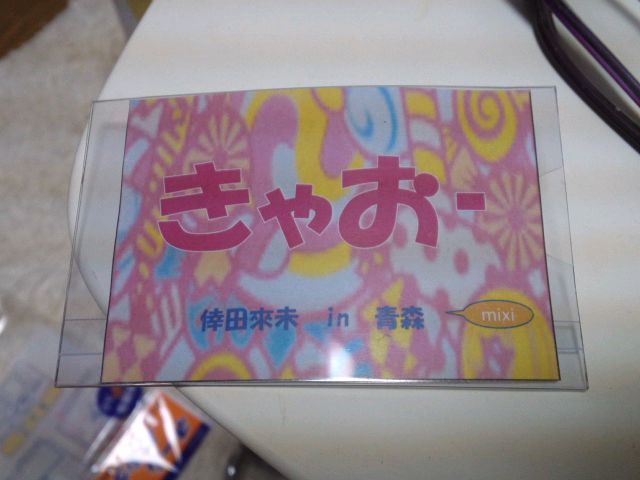 きゃおー
倖田來未 in 青森
mixi